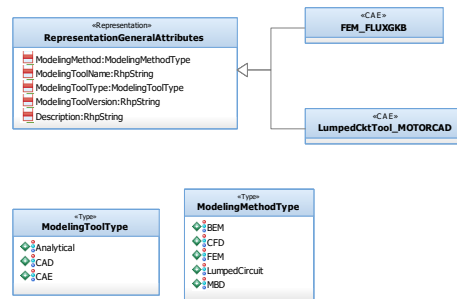 «Representation»
RepresentationGeneralAttributes
ModelingMethod:ModelingMethodType
ModelingToolName:RhpString
ModelingToolType:ModelingToolType
ModelingToolVersion:RhpString
Description:RhpString
«CAE»
FEM_FLUXGKB
«CAE»
LumpedCktTool_MOTORCAD
«Type»
ModelingToolType
Analytical
CAD
CAE
«Type»
ModelingMethodType
BEM
CFD
FEM
LumpedCircuit
MBD